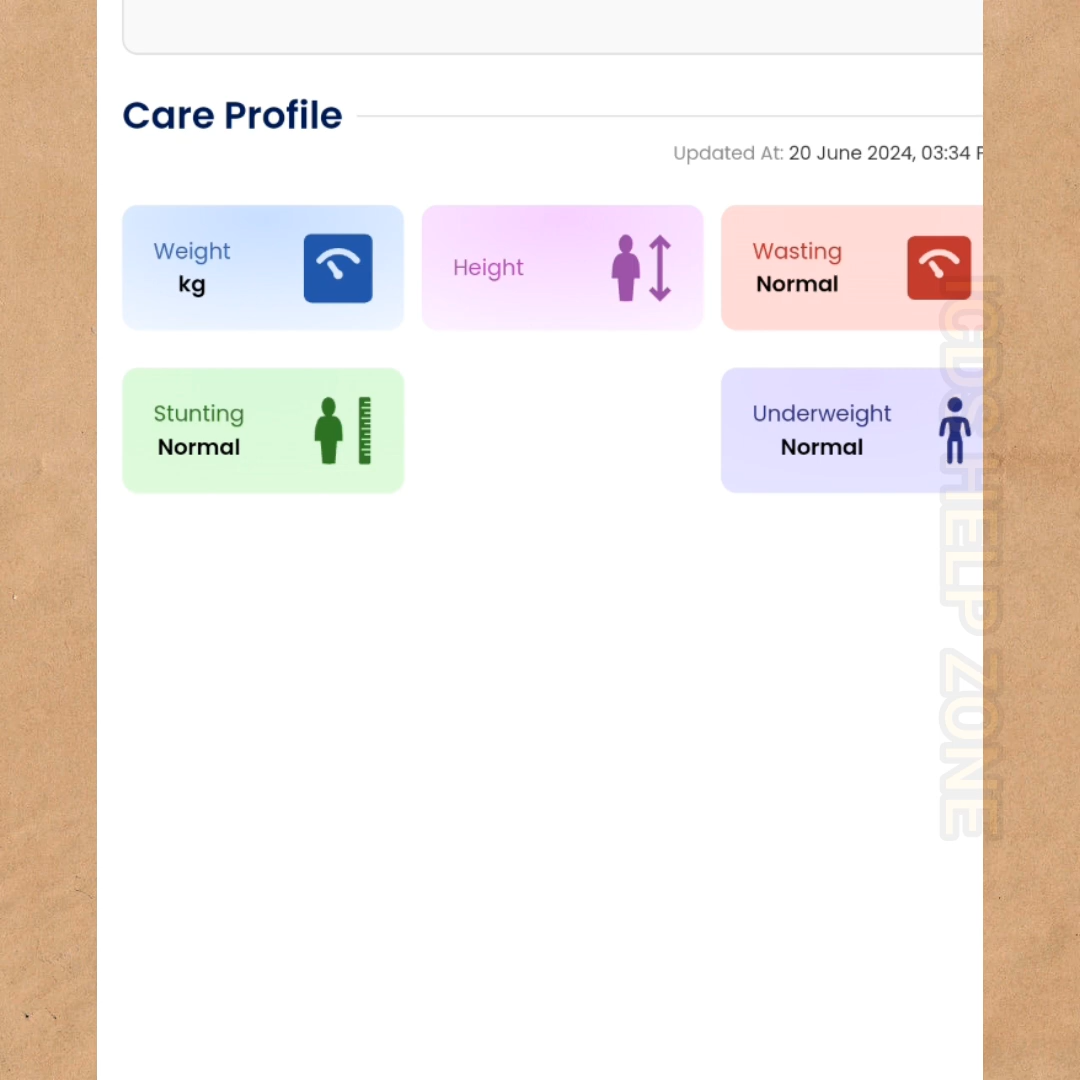 Care Profile
Updated At: 20 June 2024, 03:34
Weight
kg
Height
Wasting
Normal
Stunting
Normal
Underweight
Normal
ICDS HELP ZONE